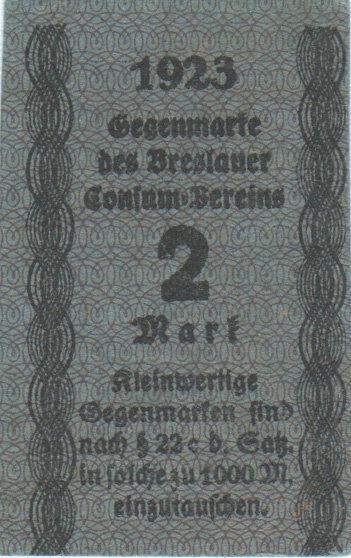 1923
Gegenmarke
des Breslauer
Consum-Vereins
2
Mark
Kleinwertige
Gegenmarken sind
nach § 22 c d. Satz.
in solche zu 1000 M.
einzutauschen.